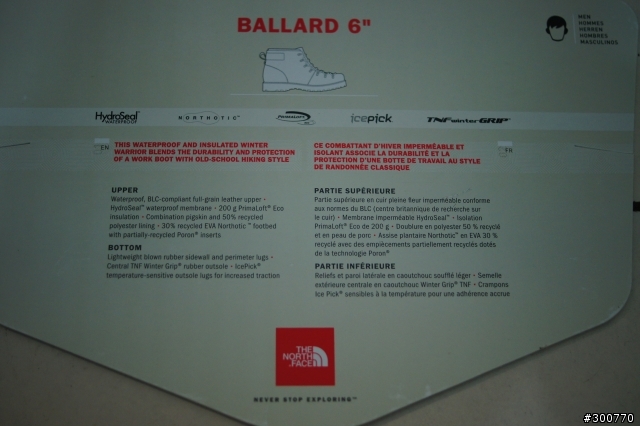 BALLARD 6"
MEN
HOMMES
HERREN
HOMBRES
MASCULINOS
HydroSeal™
WATERPROOF
NORTHOTIC™
PRIMALOFT
icepick
TNF winter GRIP
EN
THIS WATERPROOF AND INSULATED WINTER
WARRIOR BLENDS THE DURABILITY AND PROTECTION
OF A WORK BOOT WITH OLD-SCHOOL HIKING STYLE
UPPER
Waterproof, BLC-compliant full-grain leather upper •
HydroSeal™ waterproof membrane • 200 g PrimaLoft® Eco
insulation • Combination pigskin and 50% recycled
polyester lining • 30% recycled EVA Northotic™ footbed
with partially-recycled Poron® inserts
BOTTOM
Lightweight blown rubber sidewall and perimeter lugs •
Central TNF Winter Grip® rubber outsole • IcePick®
temperature-sensitive outsole lugs for increased traction
FR
CE COMBATTANT D'HIVER IMPERMÉABLE ET
ISOLANT ASSOCIE LA DURABILITÉ ET LA
PROTECTION D'UNE BOTTE DE TRAVAIL AU STYLE
DE RANDONNÉE CLASSIQUE
PARTIE SUPÉRIEURE
Partie supérieure en cuir pleine fleur imperméable conforme
aux normes du BLC (centre britannique de recherche sur
le cuir) • Membrane imperméable HydroSeal™ • Isolation
PrimaLoft® Eco de 200 g • Doublure en polyester 50 % recyclé
et en peau de porc • Assise plantaire Northotic™ en EVA 30 %
recyclé avec des empiècements partiellement recyclés dotés
de la technologie Poron®
PARTIE INFÉRIEURE
Reliefs et paroi latérale en caoutchouc soufflé léger • Semelle
extérieure centrale en caoutchouc Winter Grip® TNF • Crampons
Ice Pick® sensibles à la température pour une adhérence accrue
THE
NORTH
FACE
NEVER STOP EXPLORING™
#300770